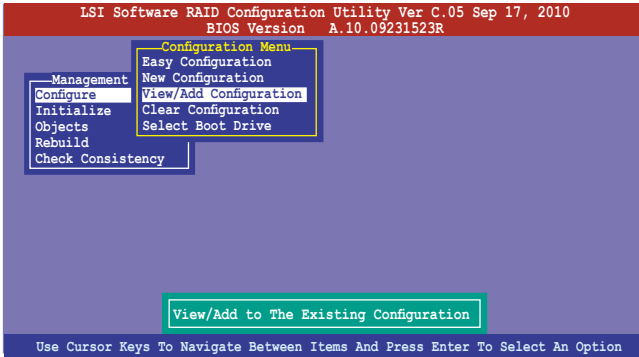 LSI Software RAID Configuration Utility Ver C.05 Sep 17, 2010
BIOS Version A.10.09231523R
Configuration Menu
Easy Configuration
New Configuration
View/Add Configuration
Clear Configuration
Select Boot Drive
Management
Configure
Initialize
Objects
Rebuild
Check Consistency
View/Add to The Existing Configuration
Use Cursor Keys To Navigate Between Items And Press Enter To Select An Option